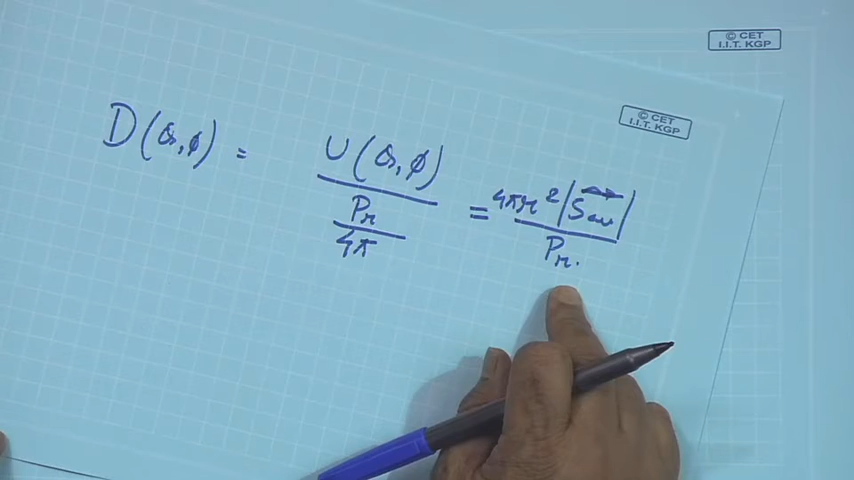 © CET
I.I.T. KGP
© CET
I.I.T. KGP
D(θ,φ) = U(θ,φ) / (Pr / 4π) = 4πr² |S⃗av| / Pr.